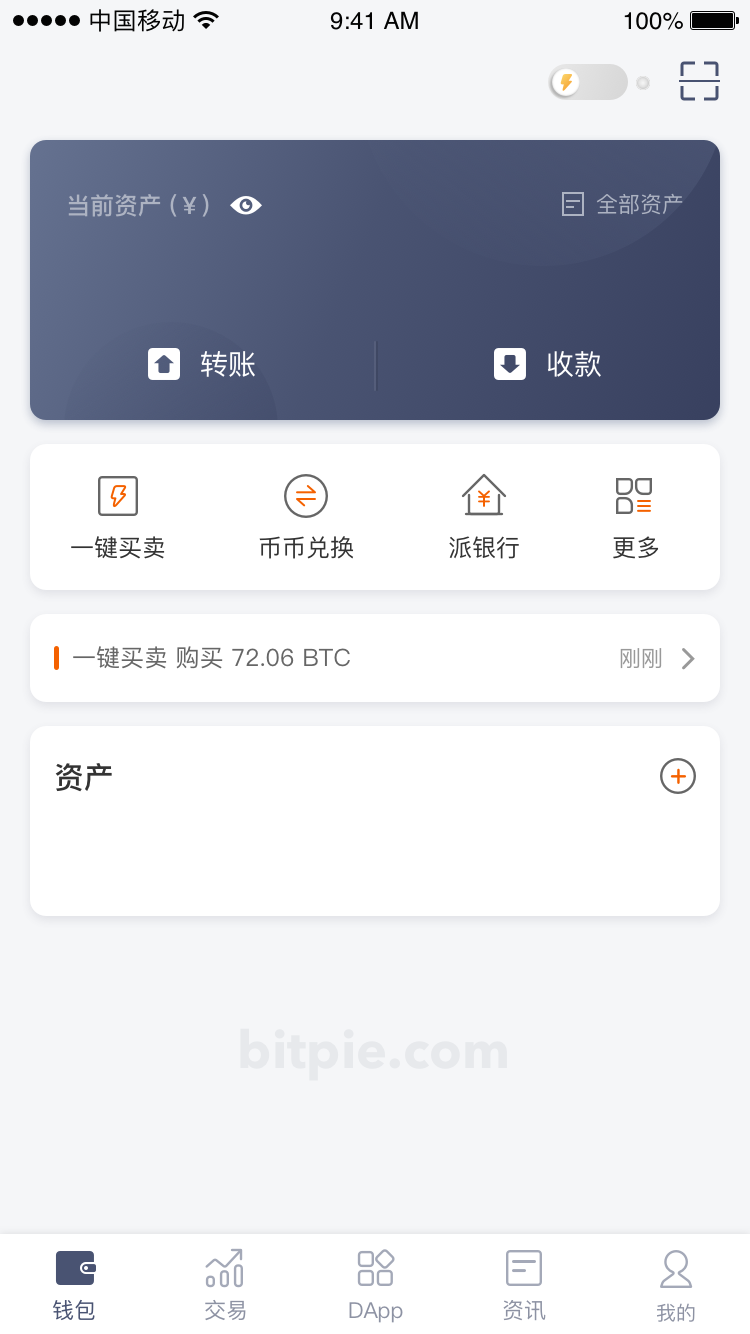 中国移动 9:41 AM 100%
当前资产 (¥) 全部资产
转账 收款
一键买卖 币币兑换 派银行 更多
一键买卖 购买 72.06 BTC 刚刚
资产
bitpie.com
钱包 交易 DApp 资讯 我的